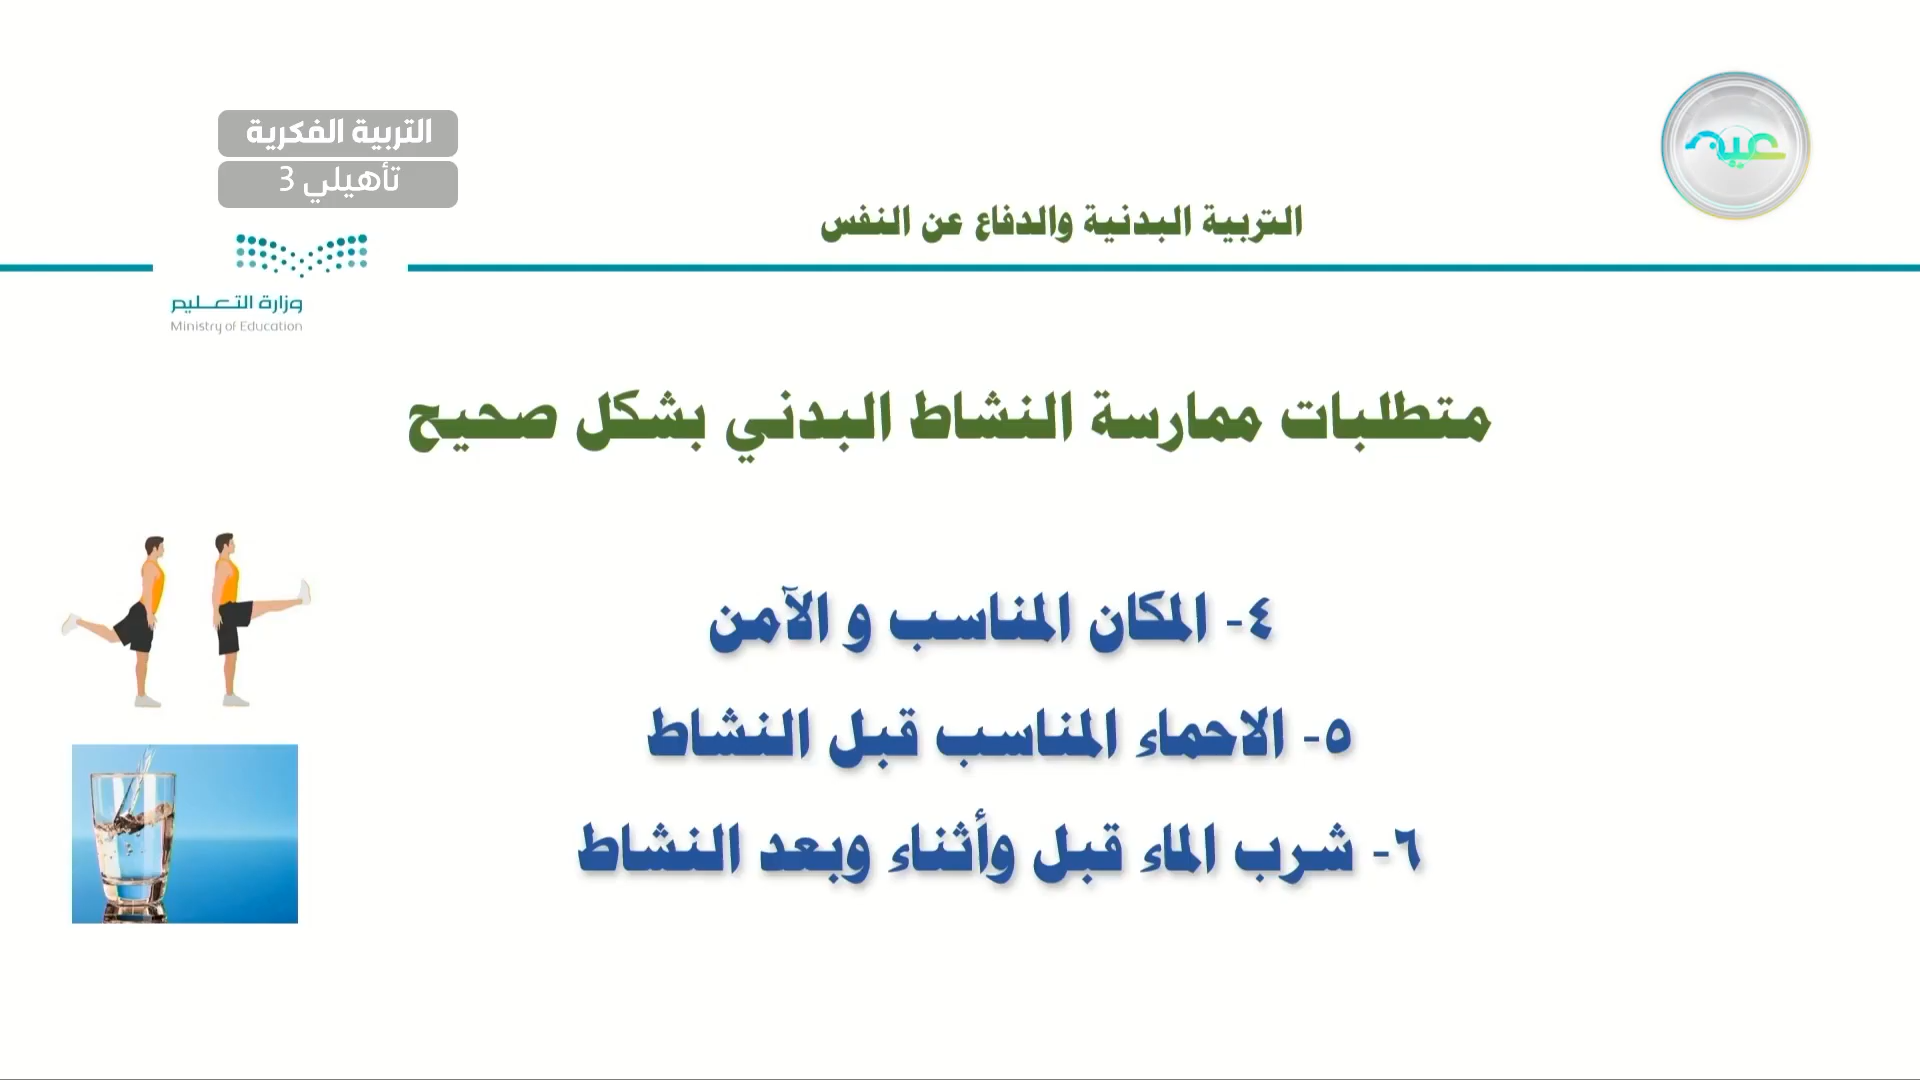 التربية الفكرية
تأهيلي 3
عين
التربية البدنية والدفاع عن النفس
وزارة التعليم
Ministry of Education
متطلبات ممارسة النشاط البدني بشكل صحيح
٤- المكان المناسب و الآمن
٥- الاحماء المناسب قبل النشاط
٦- شرب الماء قبل وأثناء وبعد النشاط